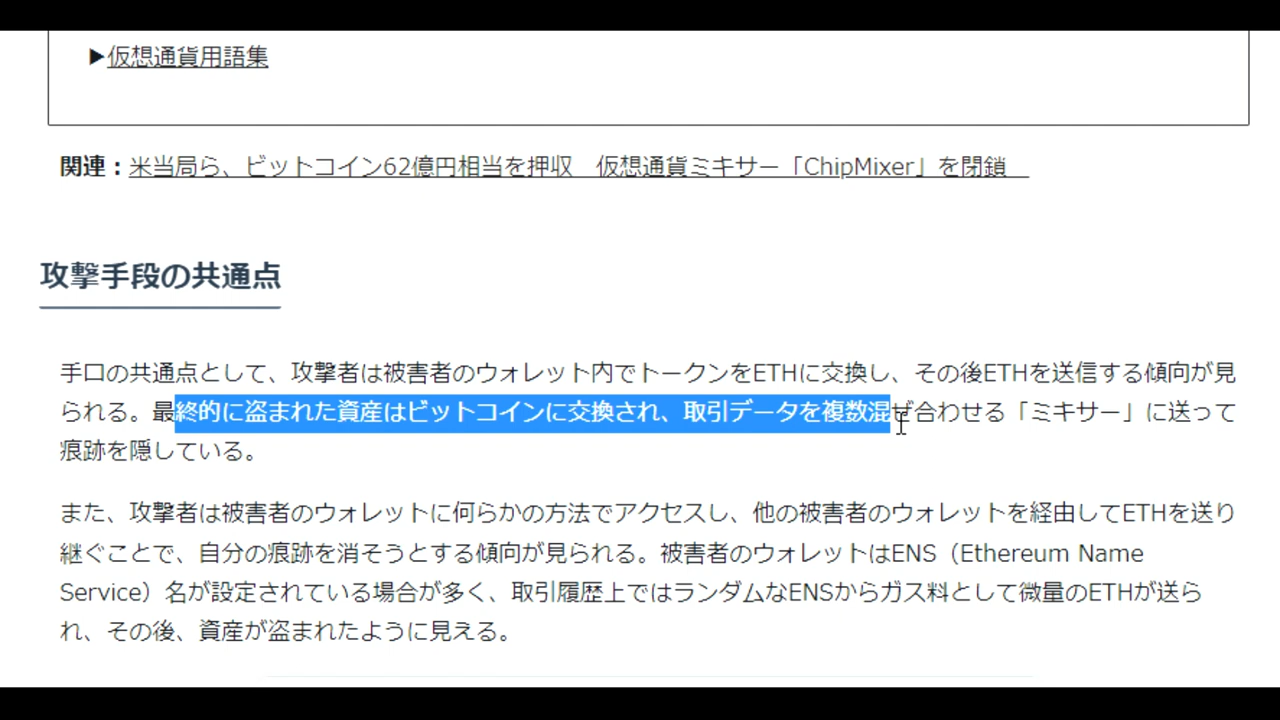 ▶仮想通貨用語集
関連：米当局ら、ビットコイン62億円相当を押収　仮想通貨ミキサー「ChipMixer」を閉鎖
攻撃手段の共通点
手口の共通点として、攻撃者は被害者のウォレット内でトークンをETHに交換し、その後ETHを送信する傾向が見
られる。最終的に盗まれた資産はビットコインに交換され、取引データを複数混ぜ合わせる「ミキサー」に送って
痕跡を隠している。
また、攻撃者は被害者のウォレットに何らかの方法でアクセスし、他の被害者のウォレットを経由してETHを送り
継ぐことで、自分の痕跡を消そうとする傾向が見られる。被害者のウォレットはENS（Ethereum Name
Service）名が設定されている場合が多く、取引履歴上ではランダムなENSからガス料として微量のETHが送ら
れ、その後、資産が盗まれたように見える。